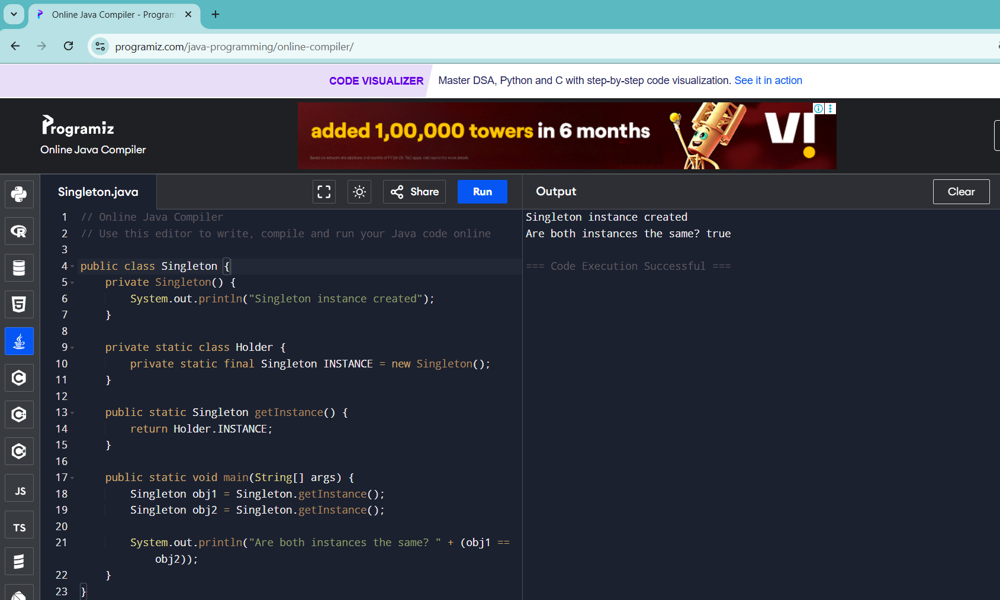 Online Java Compiler - Program
programiz.com/java-programming/online-compiler/
CODE VISUALIZER
Master DSA, Python and C with step-by-step code visualization. See it in action
Programiz
Online Java Compiler
added 1,00,000 towers in 6 months
VI
Singleton.java
Share
Run
Output
Clear
1 // Online Java Compiler
2 // Use this editor to write, compile and run your Java code online
3
4 public class Singleton {
5     private Singleton() {
6         System.out.println("Singleton instance created");
7     }
8
9     private static class Holder {
10         private static final Singleton INSTANCE = new Singleton();
11     }
12
13     public static Singleton getInstance() {
14         return Holder.INSTANCE;
15     }
16
17     public static void main(String[] args) {
18         Singleton obj1 = Singleton.getInstance();
19         Singleton obj2 = Singleton.getInstance();
20
21         System.out.println("Are both instances the same? " + (obj1 ==
obj2));
22     }
23 }
Singleton instance created
Are both instances the same? true
=== Code Execution Successful ===
JS
TS